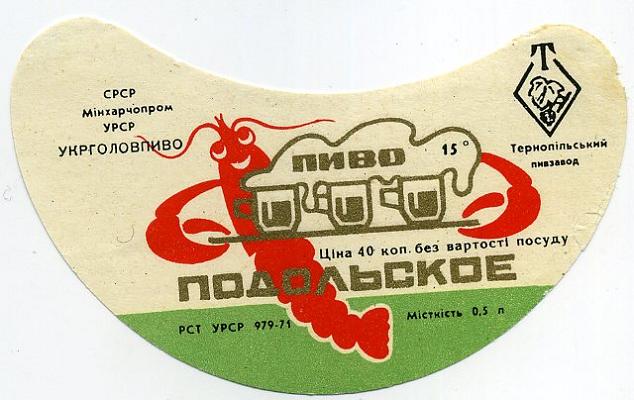 СРСР
Мінхарчопром
УРСР
УКРГОЛОВПИВО
Т
Тернопільський
пивзавод
ПИВО 15°
Ціна 40 коп. без вартості посуду
ПОДОЛЬСКОЕ
РСТ УРСР 979-71
Місткість 0,5 л